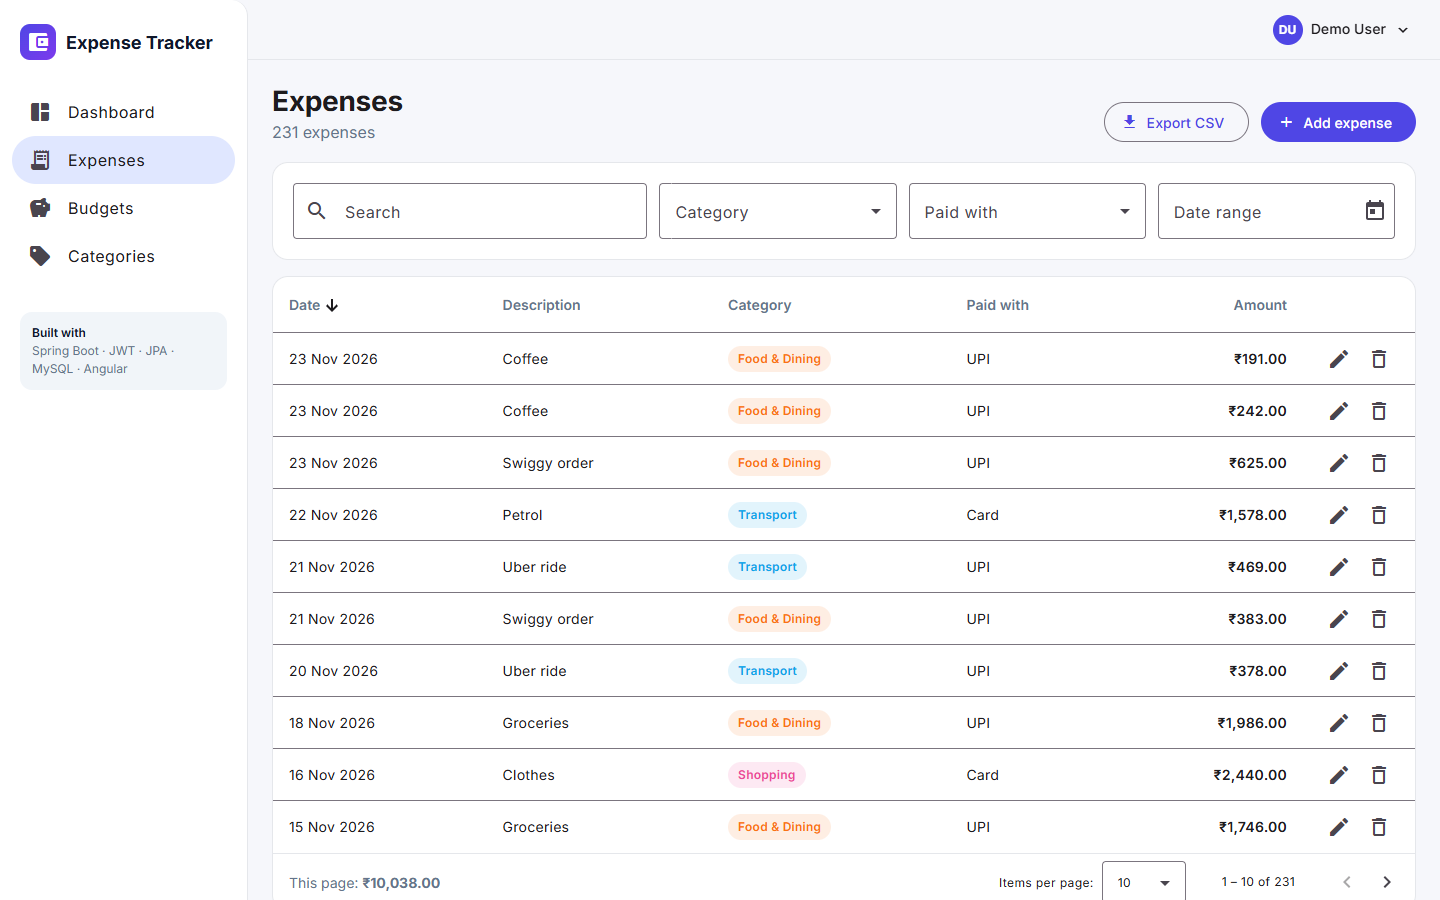 Expense Tracker
Dashboard
Expenses
Budgets
Categories
Built with
Spring Boot · JWT · JPA ·
MySQL · Angular
DU Demo User
Expenses
231 expenses
Export CSV
Add expense
Search
Category
Paid with
Date range
Date Description Category Paid with Amount
23 Nov 2026 Coffee Food & Dining UPI ₹191.00
23 Nov 2026 Coffee Food & Dining UPI ₹242.00
23 Nov 2026 Swiggy order Food & Dining UPI ₹625.00
22 Nov 2026 Petrol Transport Card ₹1,578.00
21 Nov 2026 Uber ride Transport UPI ₹469.00
21 Nov 2026 Swiggy order Food & Dining UPI ₹383.00
20 Nov 2026 Uber ride Transport UPI ₹378.00
18 Nov 2026 Groceries Food & Dining UPI ₹1,986.00
16 Nov 2026 Clothes Shopping Card ₹2,440.00
15 Nov 2026 Groceries Food & Dining UPI ₹1,746.00
This page: ₹10,038.00 Items per page: 10 1 – 10 of 231